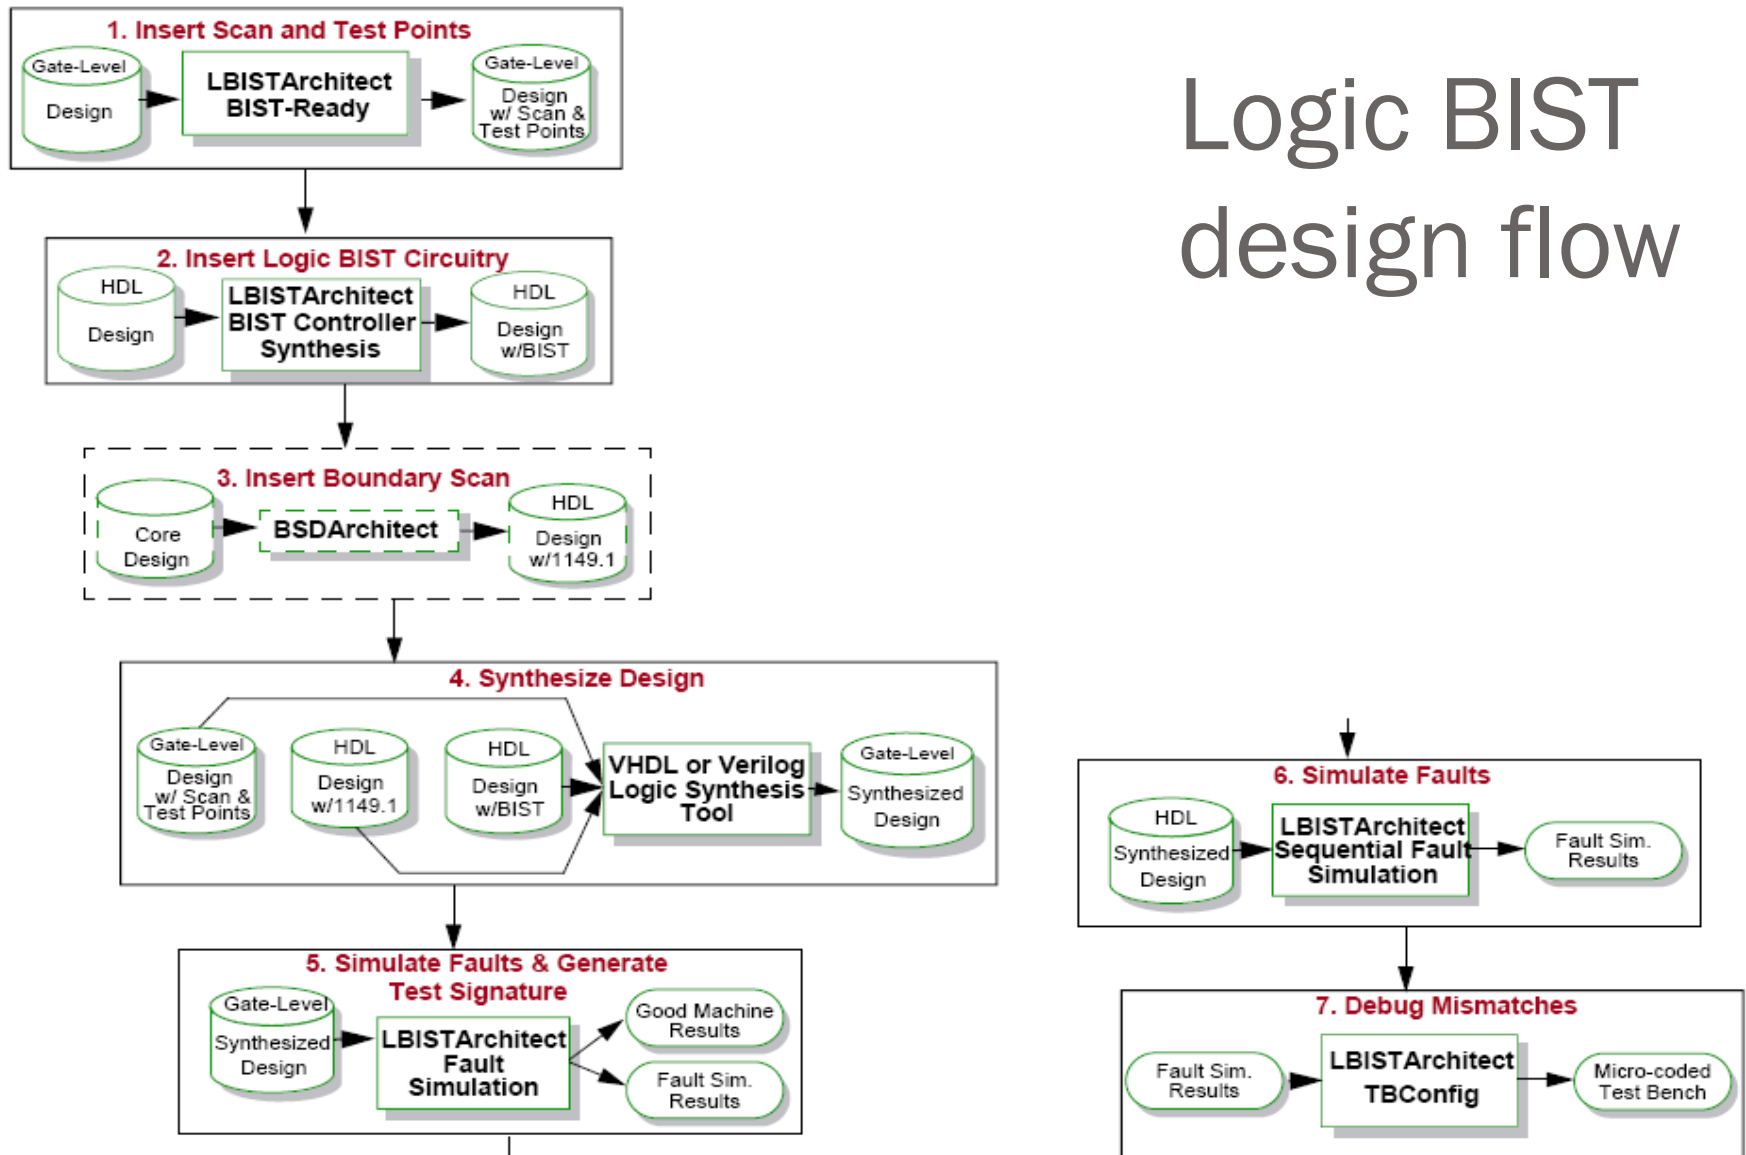 Logic BIST
design flow
1. Insert Scan and Test Points
Gate-Level
Design
LBISTArchitect
BIST-Ready
Gate-Level
Design
w/ Scan &
Test Points
2. Insert Logic BIST Circuitry
HDL
Design
LBISTArchitect
BIST Controller
Synthesis
HDL
Design
w/BIST
3. Insert Boundary Scan
Core
Design
BSDArchitect
HDL
Design
w/1149.1
4. Synthesize Design
Gate-Level
Design
w/ Scan &
Test Points
HDL
Design
w/1149.1
HDL
Design
w/BIST
VHDL or Verilog
Logic Synthesis
Tool
Gate-Level
Synthesized
Design
5. Simulate Faults & Generate
Test Signature
Gate-Level
Synthesized
Design
LBISTArchitect
Fault
Simulation
Good Machine
Results
Fault Sim.
Results
6. Simulate Faults
HDL
Synthesized
Design
LBISTArchitect
Sequential Fault
Simulation
Fault Sim.
Results
7. Debug Mismatches
Fault Sim.
Results
LBISTArchitect
TBConfig
Micro-coded
Test Bench